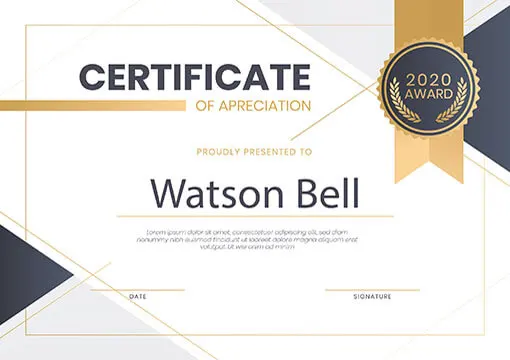 CERTIFICATE
OF APRECIATION
2020
AWARD
PROUDLY PRESENTED TO
Watson Bell
Lorem ipsum dolor sit amet, consectetuer adipiscing elit, sed diam
nonummy nibh euismod tincidunt ut laoreet dolore magna aliquam erat
volutpat. Ut wisi enim ad minim
DATE
SIGNATURE